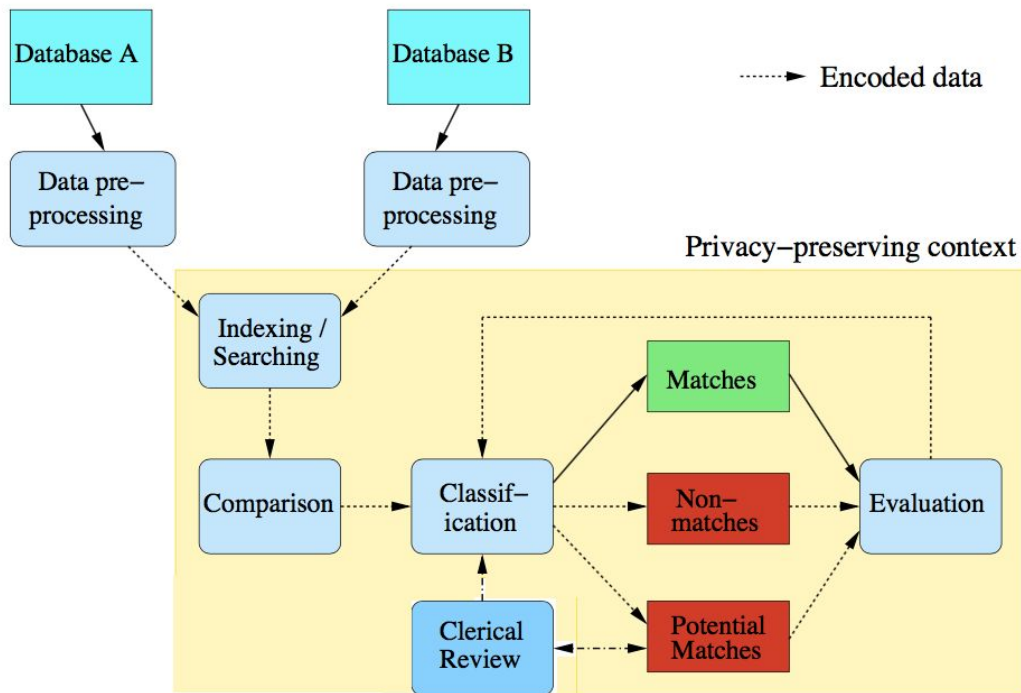 Database A
Database B
Encoded data
Data pre–
processing
Data pre–
processing
Privacy–preserving context
Indexing /
Searching
Matches
Comparison
Classif–
ication
Non–
matches
Evaluation
Clerical
Review
Potential
Matches